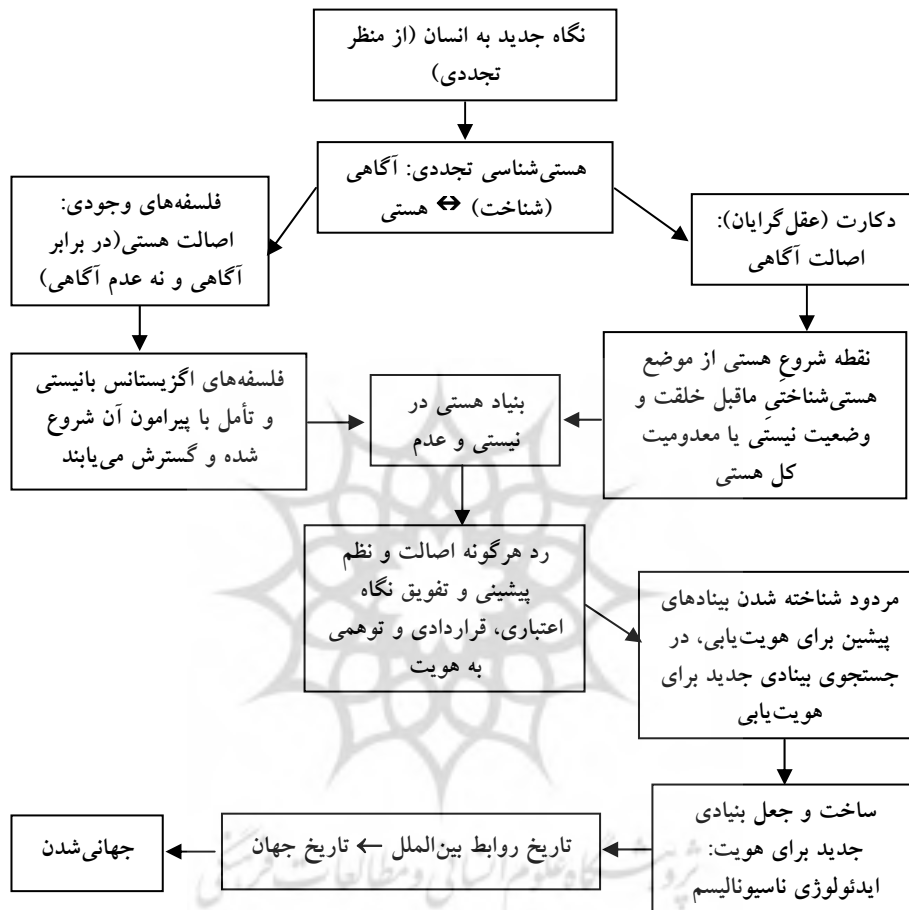 نگاه جدید به انسان (از منظر
تجددی)
هستی‌شناسی تجددی: آگاهی
(شناخت) ↔ هستی
فلسفه‌های وجودی:
اصالت هستی(در برابر
آگاهی و نه عدم آگاهی)
دکارت (عقل‌گرایان):
اصالت آگاهی
فلسفه‌های اگزیستانس بانیستی
و تأمل با پیرامون آن شروع
شده و گسترش می‌یابند
بنیاد هستی در
نیستی و عدم
نقطه شروعِ هستی از موضع
هستی‌شناختیِ ماقبل خلقت و
وضعیت نیستی یا معدومیت
کل هستی
رد هرگونه اصالت و نظم
پیشینی و تفویق نگاه
اعتباری، قراردادی و توهمی
به هویت
مردود شناخته شدن بینادهای
پیشین برای هویت‌یابی، در
جستجوی بینادی جدید برای
هویت‌یابی
ساخت و جعل بنیادی
جدید برای هویت:
ایدئولوژی ناسیونالیسم
تاریخ روابط بین‌الملل ← تاریخ جهان
جهانی‌شدن
پژوهشگاه علوم انسانی و مطالعات فرهنگی